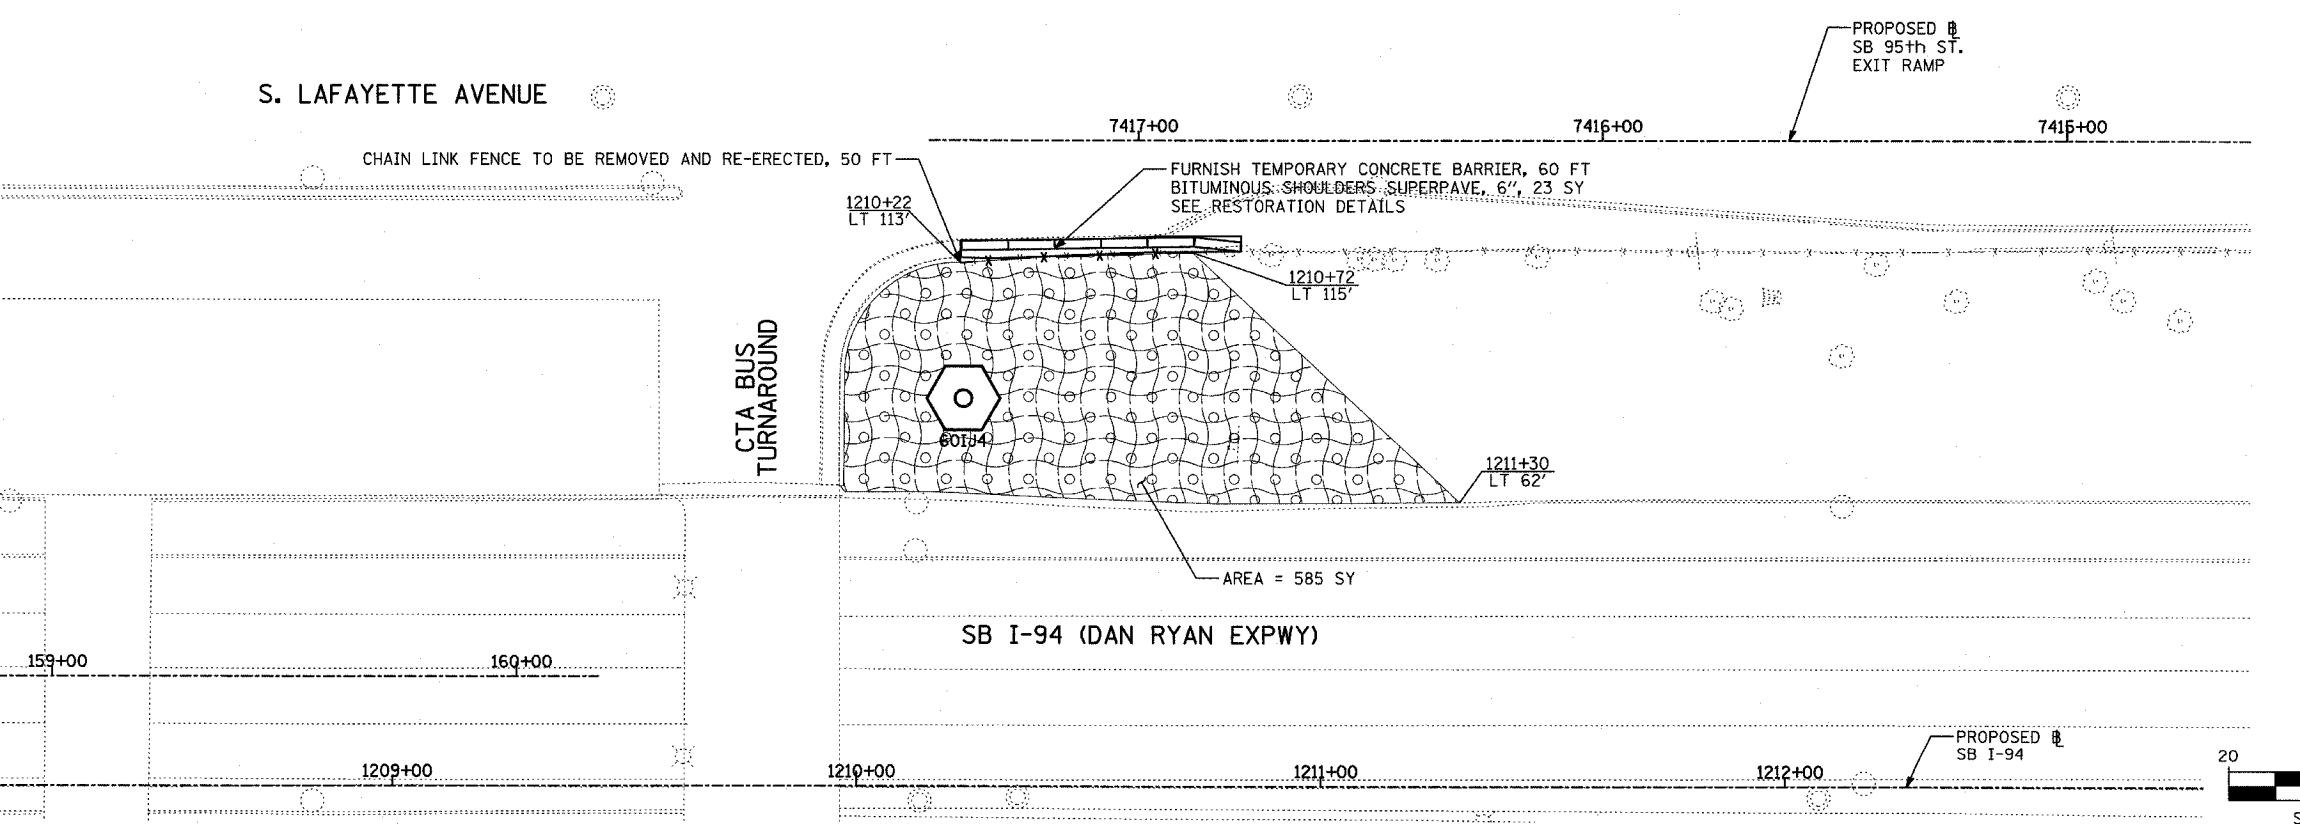 PROPOSED BL
SB 95th ST.
EXIT RAMP
S. LAFAYETTE AVENUE
7417+00
7416+00
7415+00
CHAIN LINK FENCE TO BE REMOVED AND RE-ERECTED, 50 FT
FURNISH TEMPORARY CONCRETE BARRIER, 60 FT
BITUMINOUS SHOULDERS SUPERPAVE, 6", 23 SY
SEE RESTORATION DETAILS
1210+22
LT 113'
1210+72
LT 115'
CTA BUS
TURNAROUND
60IJ4
1211+30
LT 62'
AREA = 585 SY
SB I-94 (DAN RYAN EXPWY)
159+00
160+00
PROPOSED BL
SB I-94
1209+00
1210+00
1211+00
1212+00
20
S